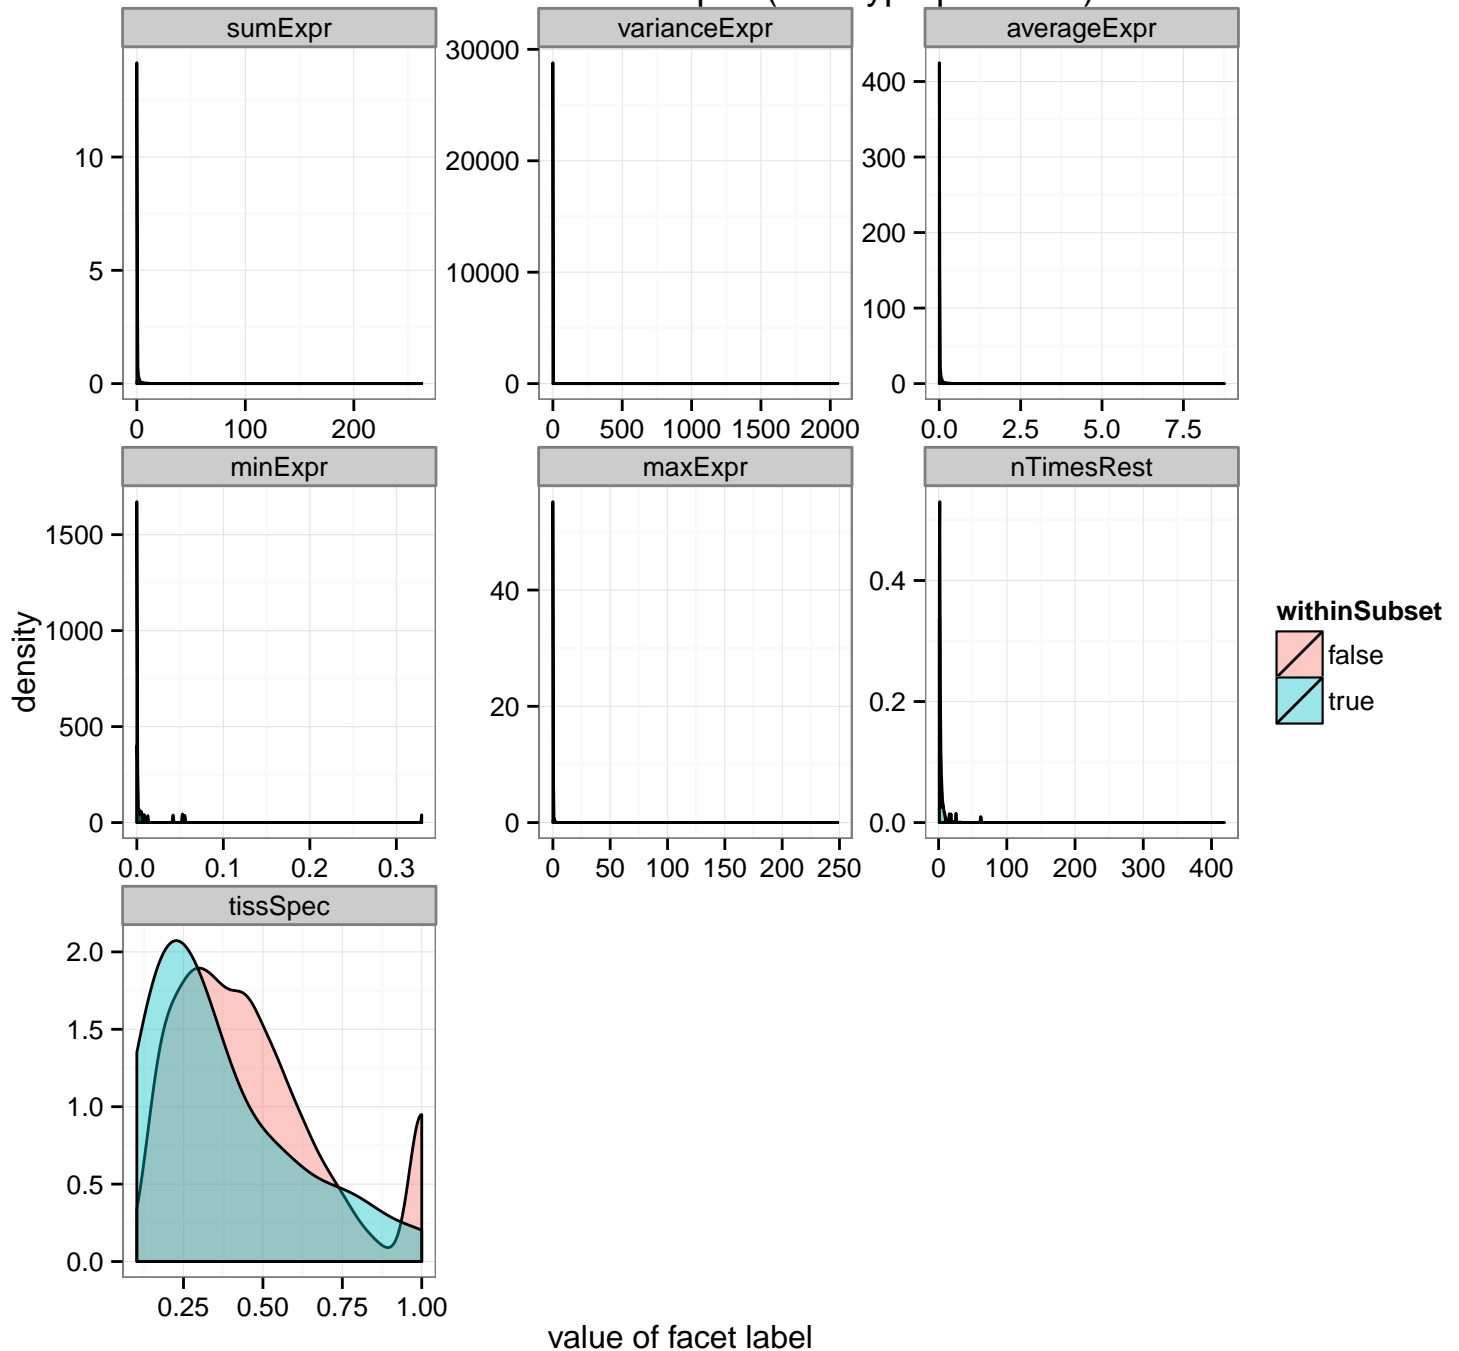 sumExpr varianceExpr averageExpr
30000
400
10 20000 300
200
5 10000
100
0 0 0
0 100 200 0 500 1000 1500 2000 0.0 2.5 5.0 7.5
minExpr maxExpr nTimesRest
1500
40 0.4
1000
20 0.2
500
0 0 0.0
0.0 0.1 0.2 0.3 0 50 100 150 200 250 0 100 200 300 400
density
withinSubset
false
true
tissSpec
2.0
1.5
1.0
0.5
0.0
0.25 0.50 0.75 1.00
value of facet label